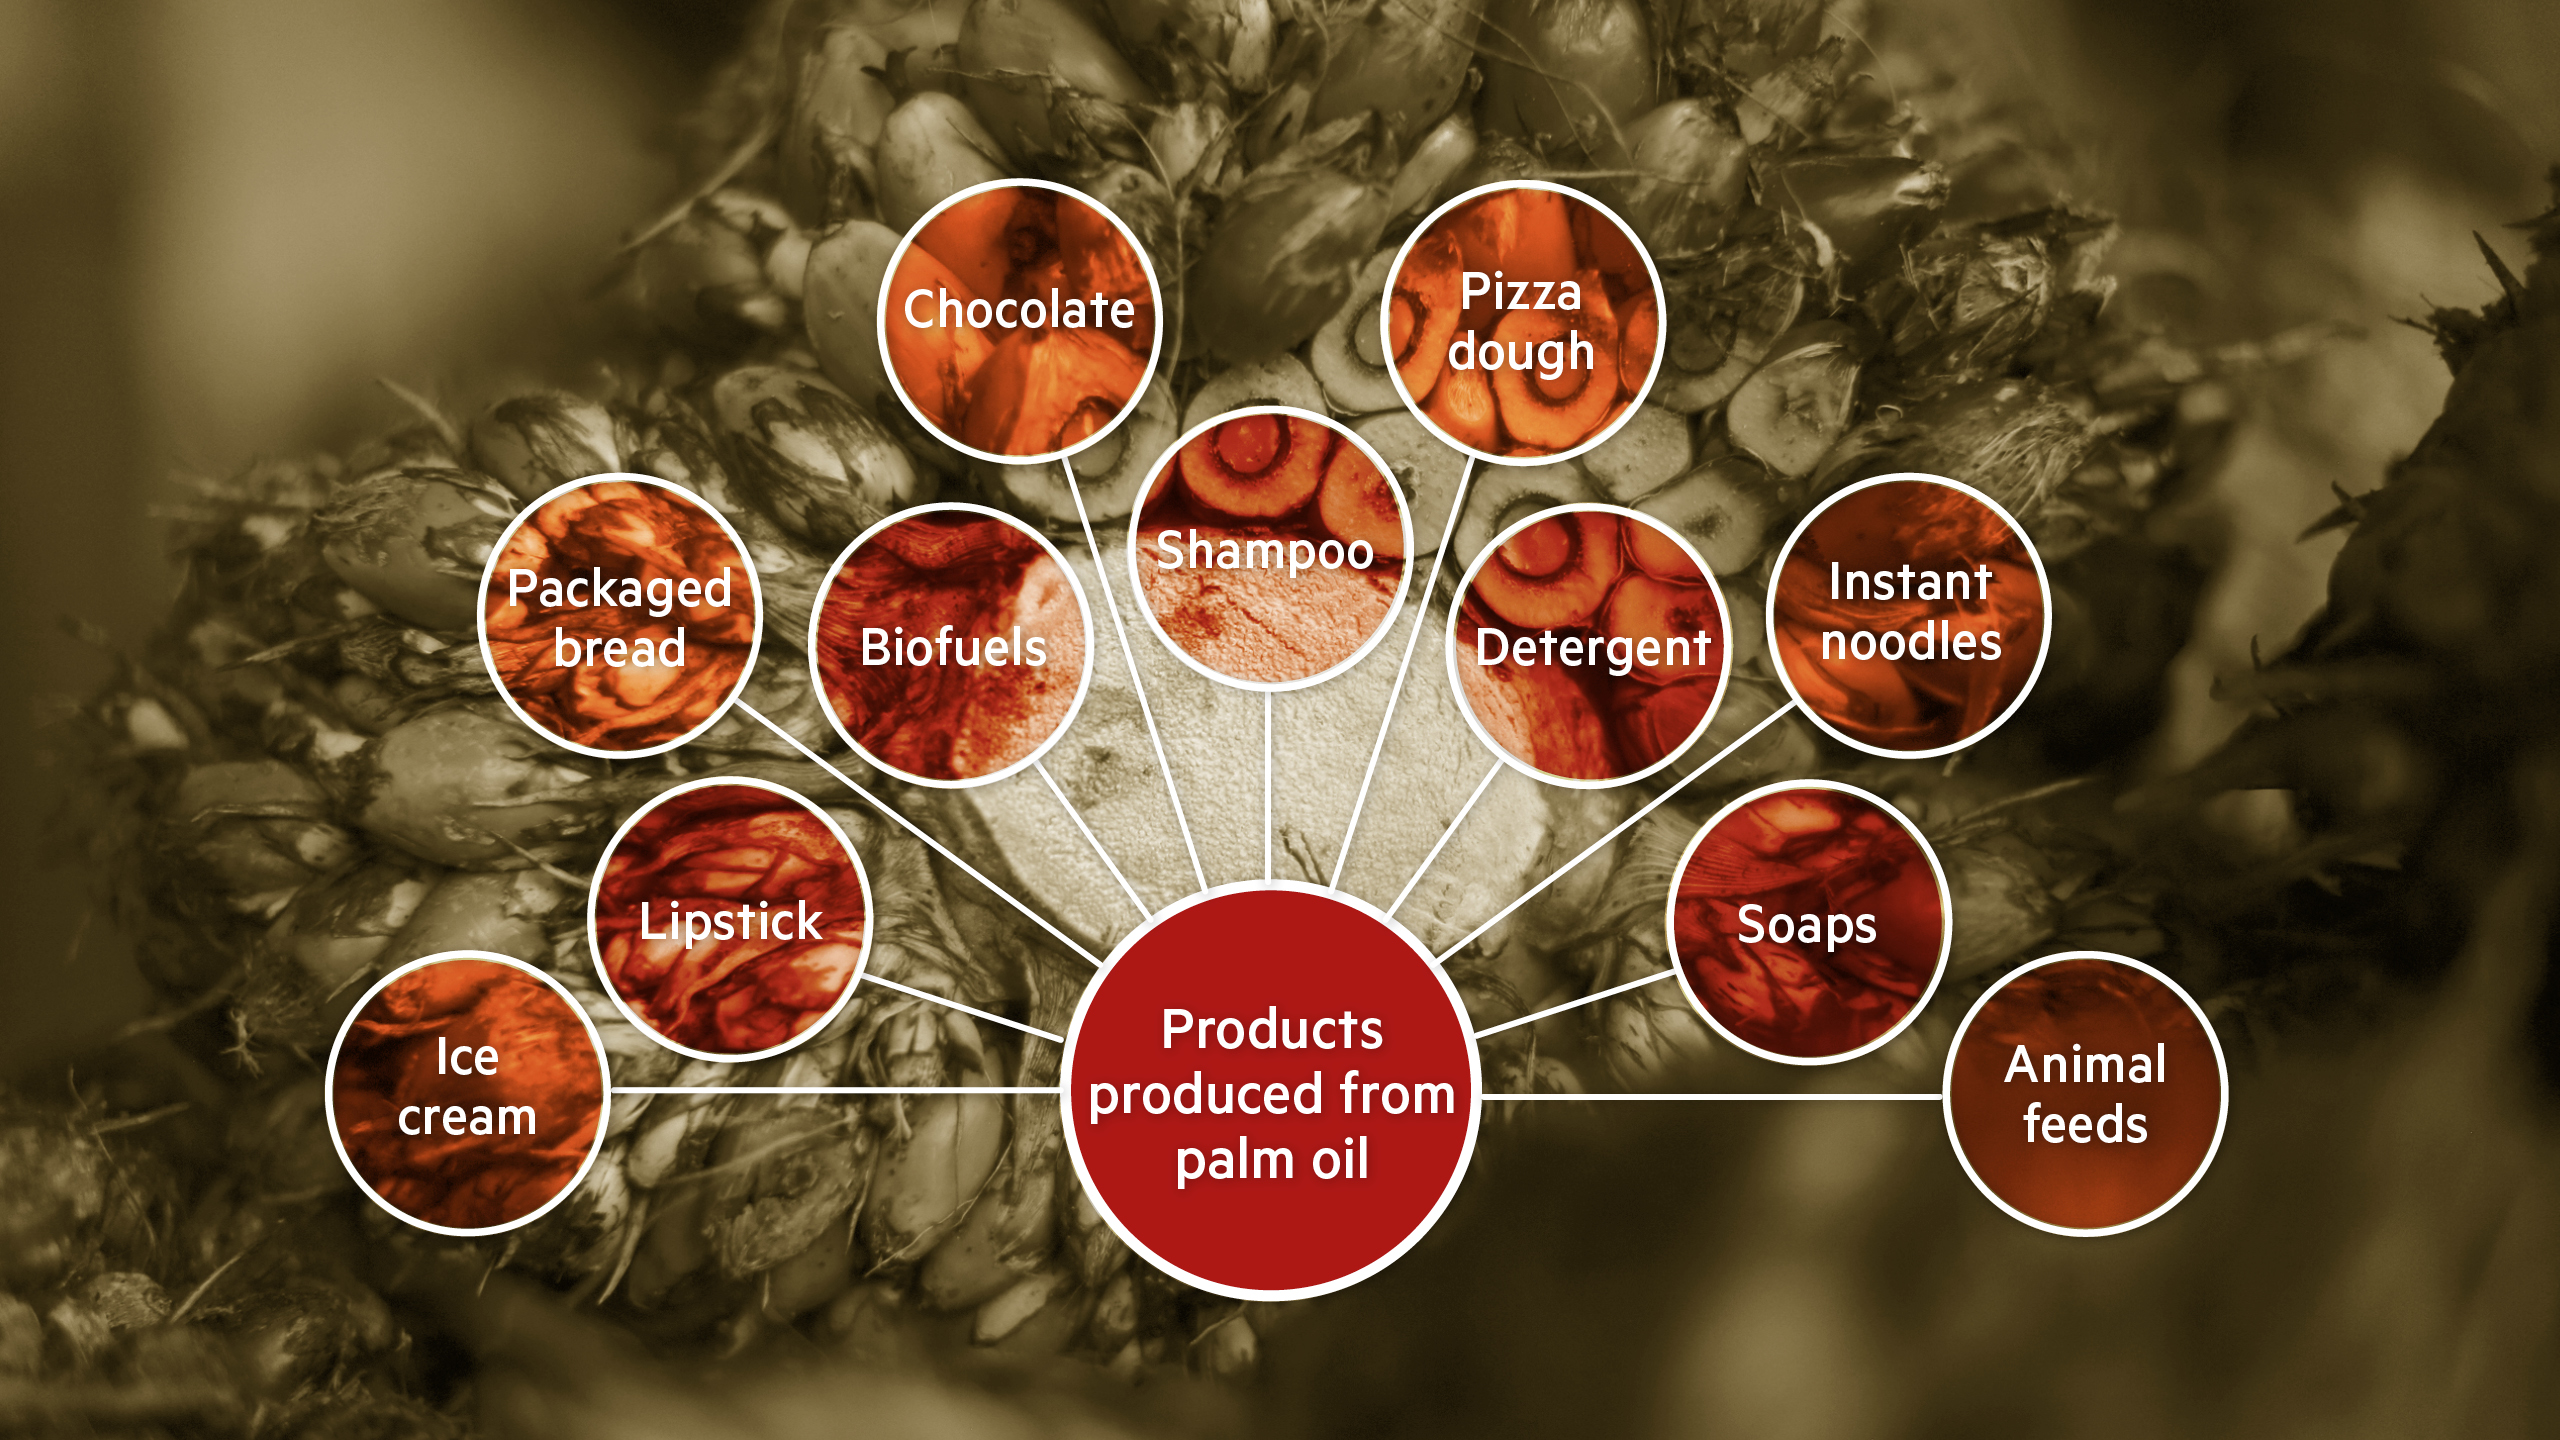 Chocolate
Pizza
dough
Shampoo
Packaged
bread
Biofuels
Detergent
Instant
noodles
Lipstick
Soaps
Ice
cream
Products
produced from
palm oil
Animal
feeds